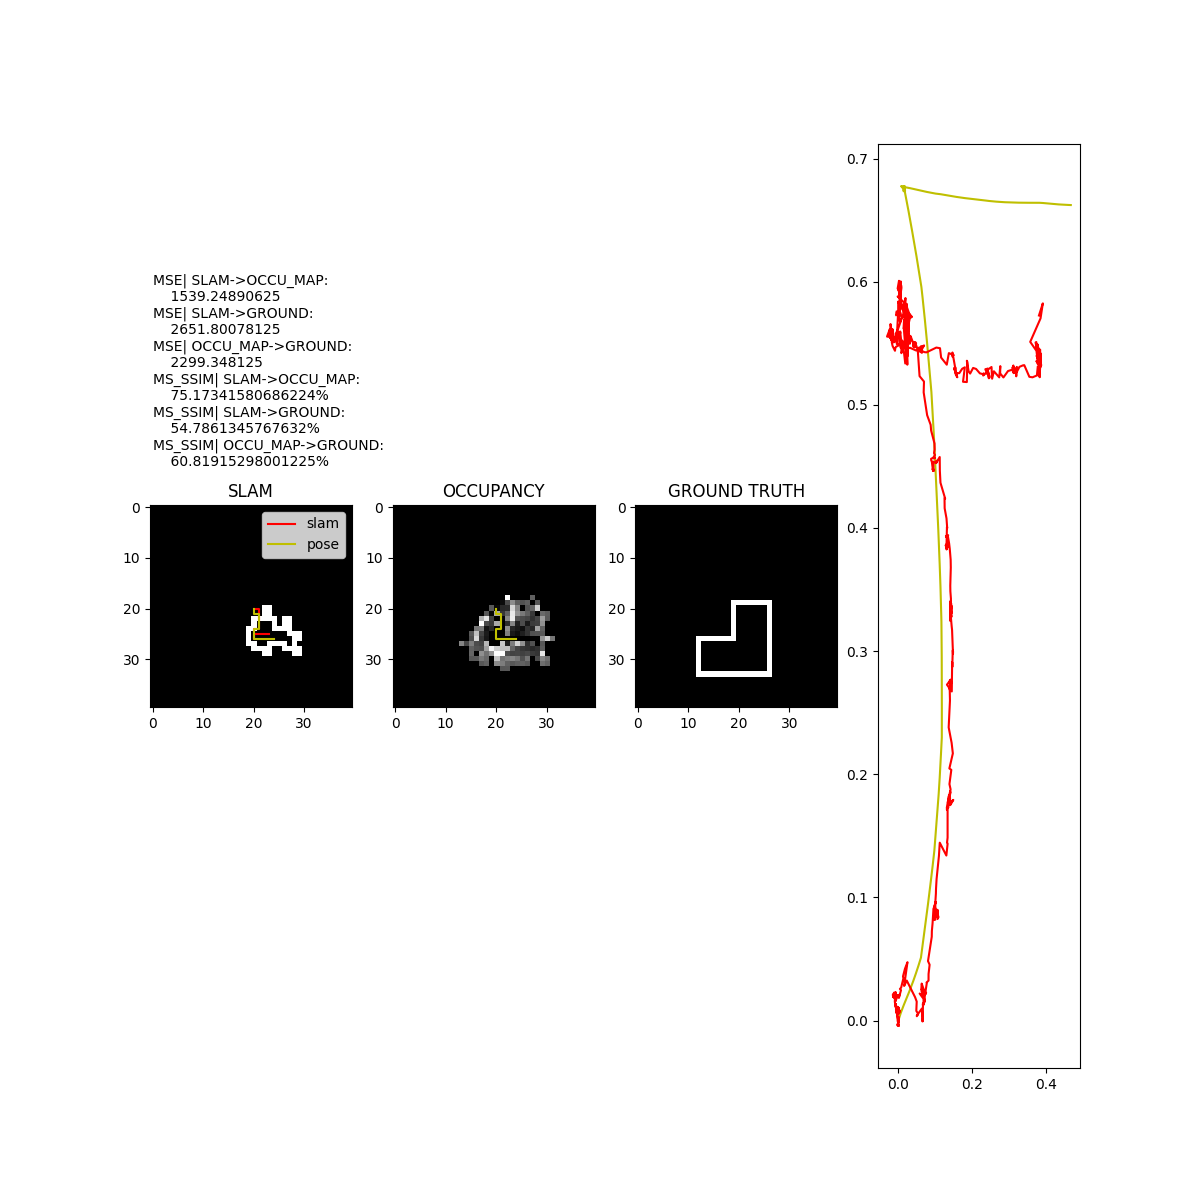 MSE| SLAM->OCCU_MAP:
1539.24890625
MSE| SLAM->GROUND:
2651.80078125
MSE| OCCU_MAP->GROUND:
2299.348125
MS_SSIM| SLAM->OCCU_MAP:
75.17341580686224%
MS_SSIM| SLAM->GROUND:
54.7861345767632%
MS_SSIM| OCCU_MAP->GROUND:
60.81915298001225%
SLAM
0
10
20
30
0 10 20 30
slam
pose
OCCUPANCY
0
10
20
30
0 10 20 30
GROUND TRUTH
0
10
20
30
0 10 20 30
0.7
0.6
0.5
0.4
0.3
0.2
0.1
0.0
0.0 0.2 0.4